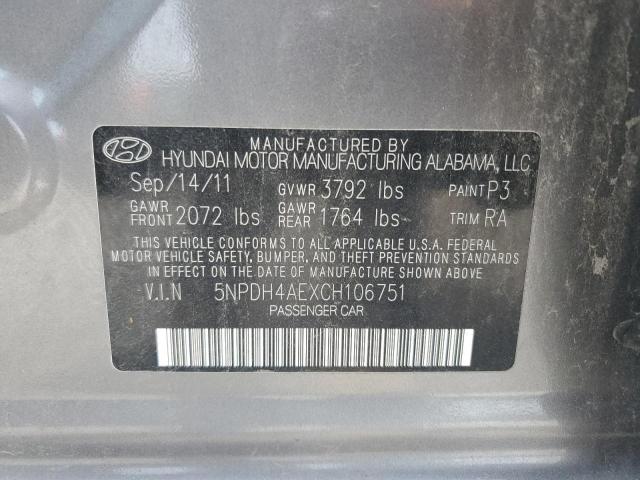 MANUFACTURED BY
HYUNDAI MOTOR MANUFACTURING ALABAMA, LLC
Sep/14/11 GVWR 3792 lbs PAINT P3
GAWR FRONT 2072 lbs GAWR REAR 1764 lbs TRIM RA
THIS VEHICLE CONFORMS TO ALL APPLICABLE U.S.A. FEDERAL
MOTOR VEHICLE SAFETY, BUMPER, AND THEFT PREVENTION STANDARDS
IN EFFECT ON THE DATE OF MANUFACTURE SHOWN ABOVE
V.I.N 5NPDH4AEXCH106751
PASSENGER CAR